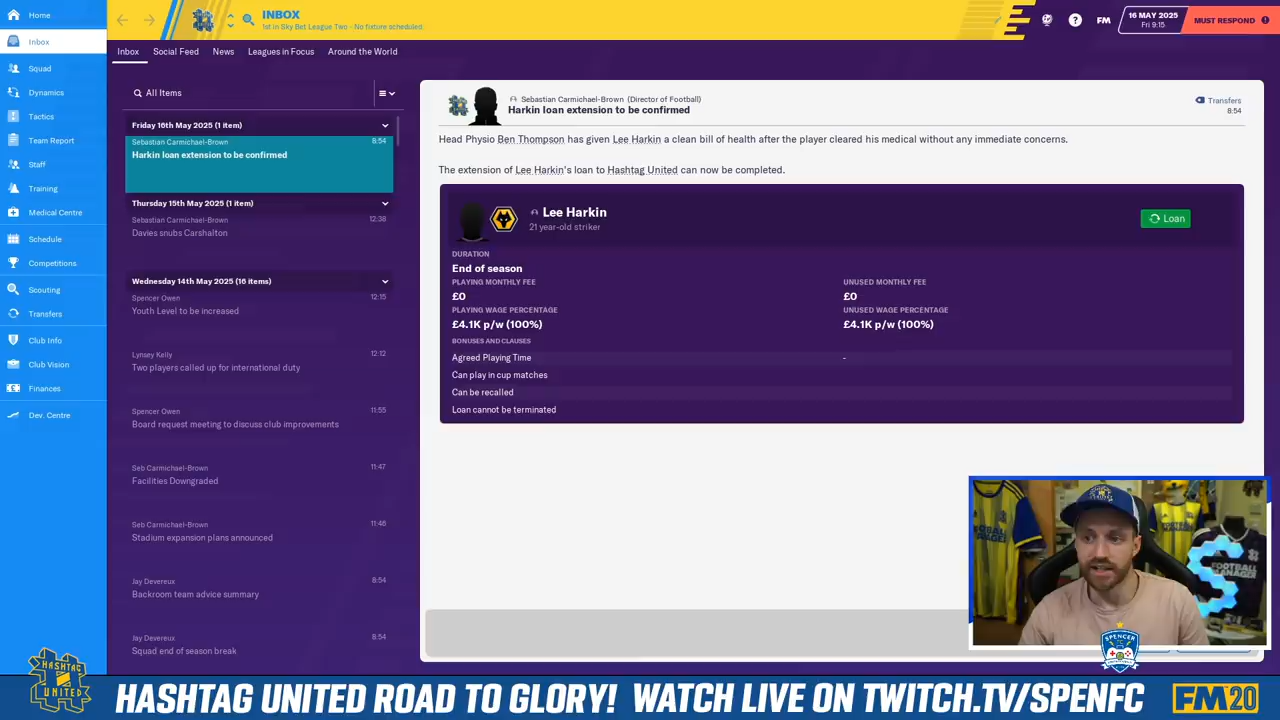 Home
Inbox
Squad
Dynamics
Tactics
Team Report
Staff
Training
Medical Centre
Schedule
Competitions
Scouting
Transfers
Club Info
Club Vision
Finances
Dev. Centre
INBOX
1st in Sky Bet League Two - No fixture scheduled.
FM
16 MAY 2025
Fri 9:15
MUST RESPOND
Inbox Social Feed News Leagues in Focus Around the World
All Items
Friday 16th May 2025 (1 item)
Sebastian Carmichael-Brown 8:54
Harkin loan extension to be confirmed
Thursday 15th May 2025 (1 item)
Sebastian Carmichael-Brown 12:38
Davies snubs Carshalton
Wednesday 14th May 2025 (16 items)
Spencer Owen 12:15
Youth Level to be increased
Lynsey Kelly 12:12
Two players called up for international duty
Spencer Owen 11:55
Board request meeting to discuss club improvements
Seb Carmichael-Brown 11:47
Facilities Downgraded
Seb Carmichael-Brown 11:46
Stadium expansion plans announced
Jay Devereux 8:54
Backroom team advice summary
Jay Devereux 8:54
Squad end of season break
Sebastian Carmichael-Brown (Director of Football)
Harkin loan extension to be confirmed
Transfers
8:54
Head Physio Ben Thompson has given Lee Harkin a clean bill of health after the player cleared his medical without any immediate concerns.
The extension of Lee Harkin's loan to Hashtag United can now be completed.
Lee Harkin
21 year-old striker
Loan
DURATION
End of season
PLAYING MONTHLY FEE UNUSED MONTHLY FEE
£0 £0
PLAYING WAGE PERCENTAGE UNUSED WAGE PERCENTAGE
£4.1K p/w (100%) £4.1K p/w (100%)
BONUSES AND CLAUSES
Agreed Playing Time -
Can play in cup matches
Can be recalled
Loan cannot be terminated
SPENCER
HASHTAG
UNITED
HASHTAG UNITED ROAD TO GLORY! WATCH LIVE ON TWITCH.TV/SPENFC
FM20